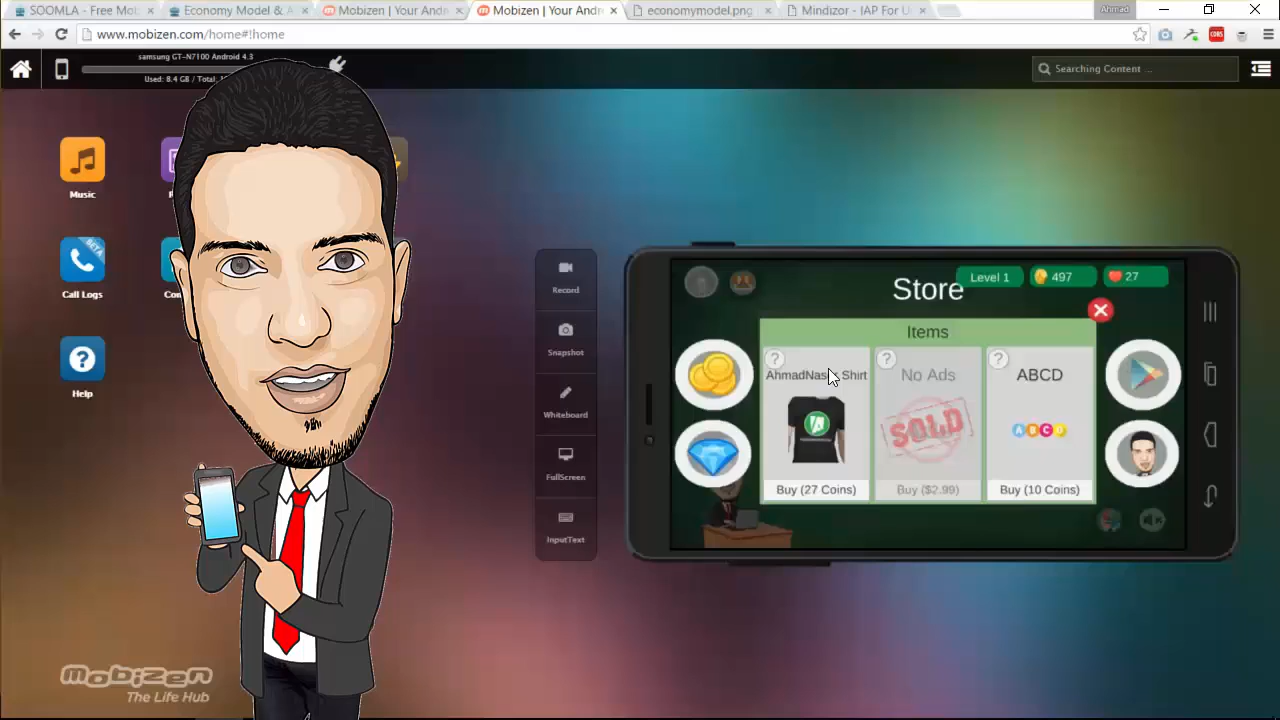 SOOMLA - Free Mob
Economy Model & A
Mobizen | Your Andr
Mobizen | Your Andr
economymodel.png
Mindizor - IAP For U
Ahmad
www.mobizen.com/home#!home
CORS
samsung GT-N7100 Android 4.3
Used: 8.4 GB / Total,
Searching Content ...
Music
BETA
Call Logs
Help
Record
Snapshot
Whiteboard
FullScreen
InputText
Store
Level 1
497
27
Items
? ? ?
Shirt
No Ads
ABCD
SOLD
A B C D
Buy (27 Coins)
Buy ($2.99)
Buy (10 Coins)
mobizen
The Life Hub